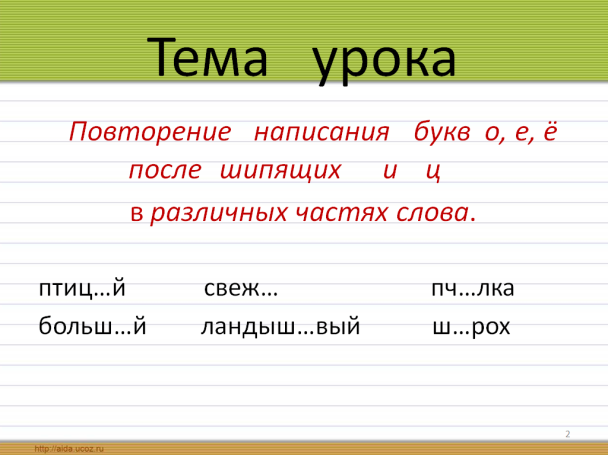 Тема урока
Повторение написания букв о, е, ё
после шипящих и ц
в различных частях слова.
птиц…й свеж… пч…лка
больш…й ландыш…вый ш…рох
2
http://aida.ucoz.ru